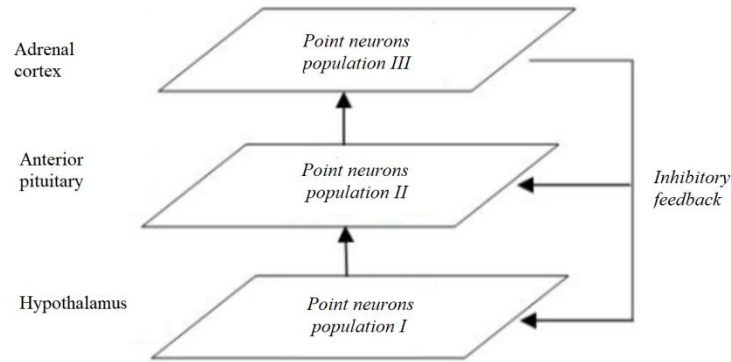 Adrenal
cortex
Point neurons
population III
Anterior
pituitary
Point neurons
population II
Inhibitory
feedback
Hypothalamus
Point neurons
population I